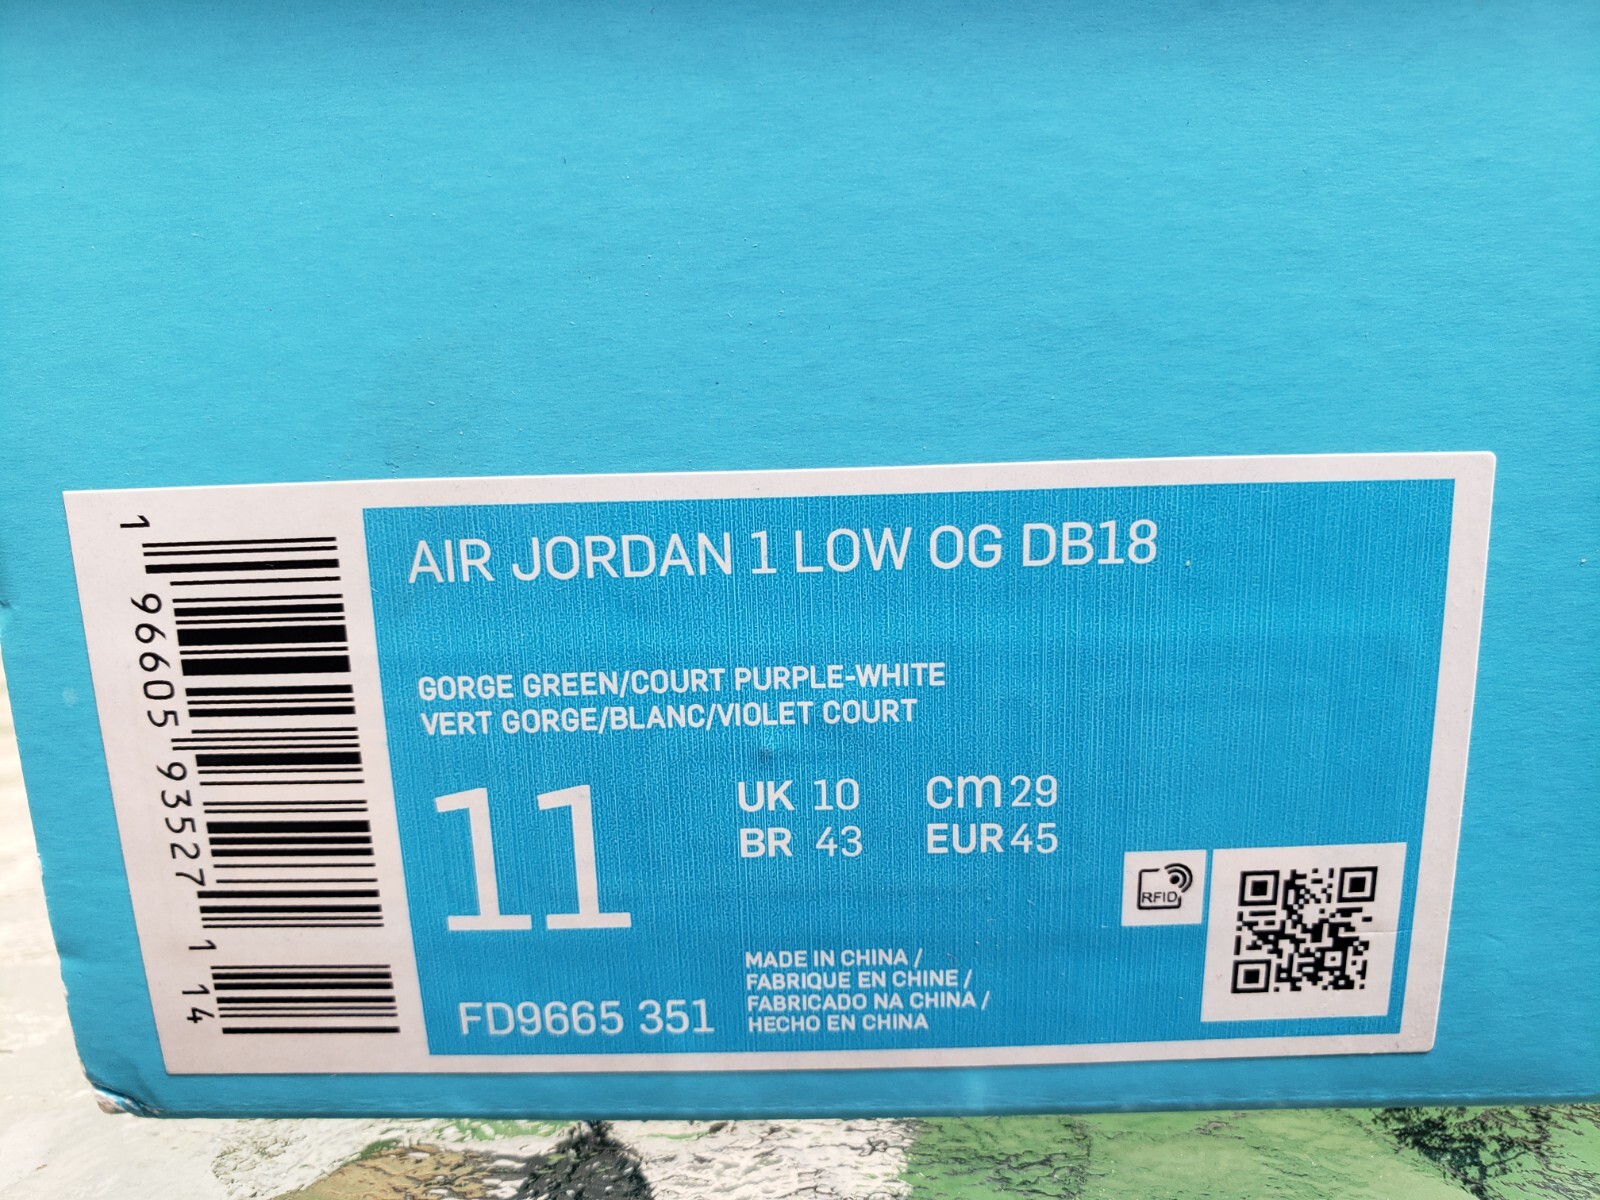 AIR JORDAN 1 LOW OG DB18
GORGE GREEN/COURT PURPLE-WHITE
VERT GORGE/BLANC/VIOLET COURT
11
UK 10
cm 29
BR 43
EUR 45
RFID
FD9665 351
MADE IN CHINA /
FABRIQUE EN CHINE /
FABRICADO NA CHINA /
HECHO EN CHINA
1 96605 93527 1 14